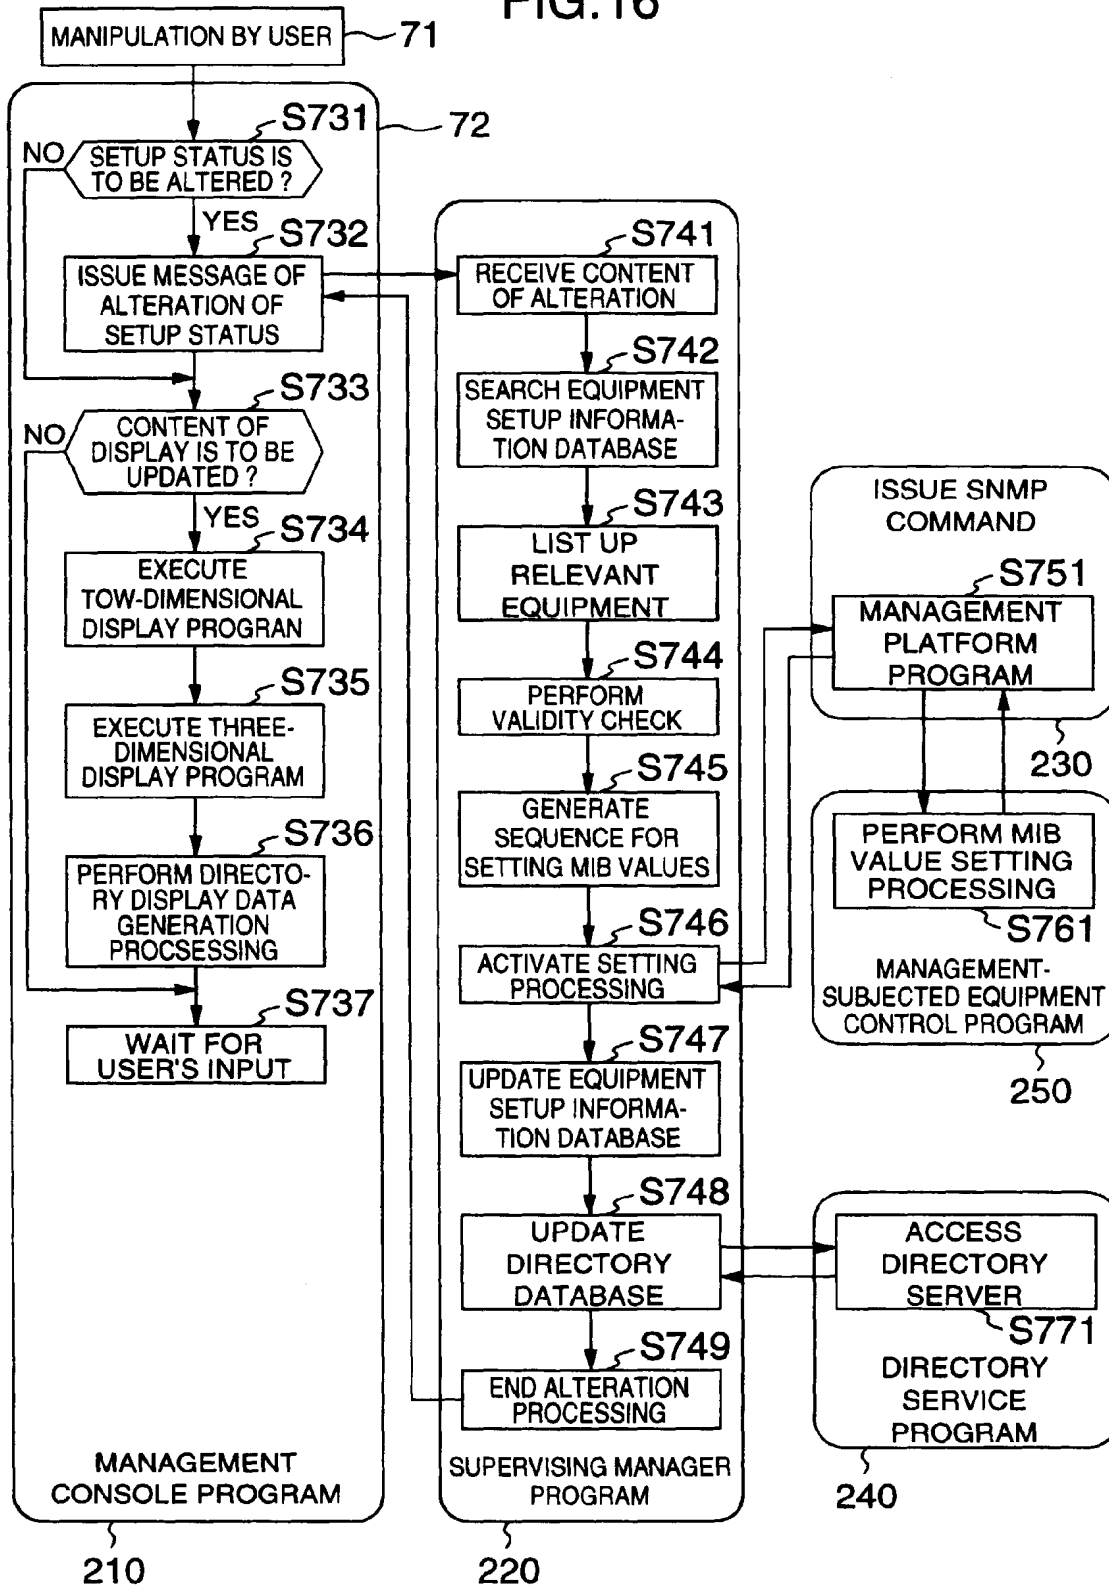 FIG.16
MANIPULATION BY USER
71
72
S731
NO
SETUP STATUS IS
TO BE ALTERED ?
YES
S732
ISSUE MESSAGE OF
ALTERATION OF
SETUP STATUS
S733
NO
CONTENT OF
DISPLAY IS TO BE
UPDATED ?
YES
S734
EXECUTE
TOW-DIMENSIONAL
DISPLAY PROGRAN
S735
EXECUTE THREE-
DIMENSIONAL
DISPLAY PROGRAM
S736
PERFORM DIRECTO-
RY DISPLAY DATA
GENERATION
PROCSESSING
S737
WAIT FOR
USER'S INPUT
MANAGEMENT
CONSOLE PROGRAM
210
S741
RECEIVE CONTENT
OF ALTERATION
S742
SEARCH EQUIPMENT
SETUP INFORMA-
TION DATABASE
S743
LIST UP
RELEVANT
EQUIPMENT
S744
PERFORM
VALIDITY CHECK
S745
GENERATE
SEQUENCE FOR
SETTING MIB VALUES
S746
ACTIVATE SETTING
PROCESSING
S747
UPDATE EQUIPMENT
SETUP INFORMA-
TION DATABASE
S748
UPDATE
DIRECTORY
DATABASE
S749
END ALTERATION
PROCESSING
SUPERVISING MANAGER
PROGRAM
220
ISSUE SNMP
COMMAND
S751
MANAGEMENT
PLATFORM
PROGRAM
230
PERFORM MIB
VALUE SETTING
PROCESSING
S761
MANAGEMENT-
SUBJECTED EQUIPMENT
CONTROL PROGRAM
250
ACCESS
DIRECTORY
SERVER
S771
DIRECTORY
SERVICE
PROGRAM
240